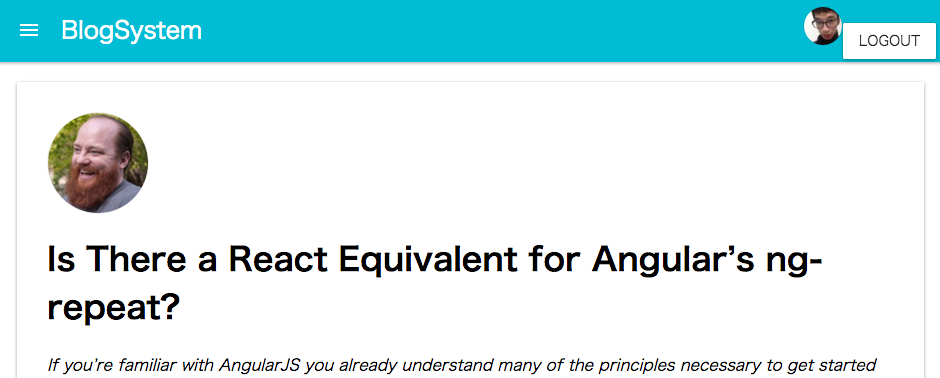 BlogSystem
LOGOUT
Is There a React Equivalent for Angular’s ng-
repeat?
If you’re familiar with AngularJS you already understand many of the principles necessary to get started